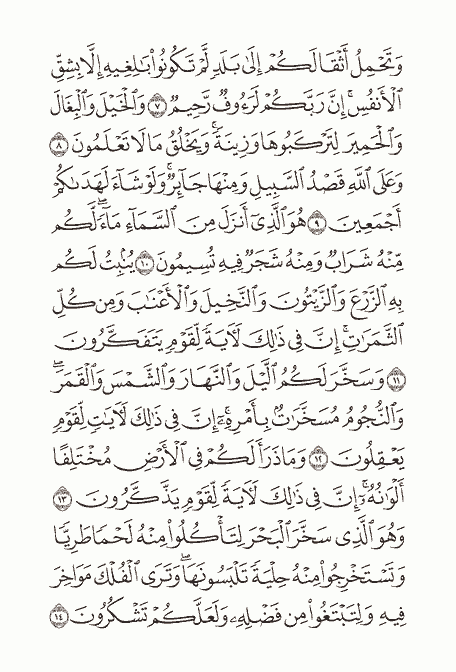 وَتَحْمِلُ أَثْقَالَكُمْ إِلَىٰ بَلَدٍ لَّمْ تَكُونُوا۟ بَٰلِغِيهِ إِلَّا بِشِقِّ
ٱلْأَنفُسِ ۚ إِنَّ رَبَّكُمْ لَرَءُوفٌ رَّحِيمٌ ٧ وَٱلْخَيْلَ وَٱلْبِغَالَ
وَٱلْحَمِيرَ لِتَرْكَبُوهَا وَزِينَةً ۚ وَيَخْلُقُ مَا لَا تَعْلَمُونَ ٨
وَعَلَى ٱللَّهِ قَصْدُ ٱلسَّبِيلِ وَمِنْهَا جَآئِرٌ ۚ وَلَوْ شَآءَ لَهَدَىٰكُمْ
أَجْمَعِينَ ٩ هُوَ ٱلَّذِىٓ أَنزَلَ مِنَ ٱلسَّمَآءِ مَآءً ۖ لَّكُم
مِّنْهُ شَرَابٌ وَمِنْهُ شَجَرٌ فِيهِ تُسِيمُونَ ١٠ يُنۢبِتُ لَكُم
بِهِ ٱلزَّرْعَ وَٱلزَّيْتُونَ وَٱلنَّخِيلَ وَٱلْأَعْنَٰبَ وَمِن كُلِّ
ٱلثَّمَرَٰتِ ۗ إِنَّ فِى ذَٰلِكَ لَـَٔايَةً لِّقَوْمٍ يَتَفَكَّرُونَ
١١ وَسَخَّرَ لَكُمُ ٱلَّيْلَ وَٱلنَّهَارَ وَٱلشَّمْسَ وَٱلْقَمَرَ ۖ
وَٱلنُّجُومُ مُسَخَّرَٰتٌۢ بِأَمْرِهِۦٓ ۗ إِنَّ فِى ذَٰلِكَ لَـَٔايَٰتٍ لِّقَوْمٍ
يَعْقِلُونَ ١٢ وَمَا ذَرَأَ لَكُمْ فِى ٱلْأَرْضِ مُخْتَلِفًا
أَلْوَٰنُهُۥٓ ۗ إِنَّ فِى ذَٰلِكَ لَـَٔايَةً لِّقَوْمٍ يَذَّكَّرُونَ ١٣
وَهُوَ ٱلَّذِى سَخَّرَ ٱلْبَحْرَ لِتَأْكُلُوا۟ مِنْهُ لَحْمًا طَرِيًّا
وَتَسْتَخْرِجُوا۟ مِنْهُ حِلْيَةً تَلْبَسُونَهَا ۖ وَتَرَى ٱلْفُلْكَ مَوَاخِرَ
فِيهِ وَلِتَبْتَغُوا۟ مِن فَضْلِهِۦ وَلَعَلَّكُمْ تَشْكُرُونَ ١٤